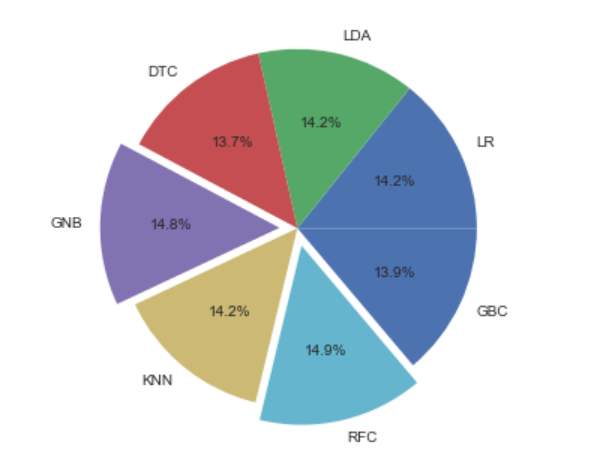 LDA
DTC
14.2%
13.7%
LR
14.2%
GNB
14.8%
13.9%
GBC
14.2%
14.9%
KNN
RFC